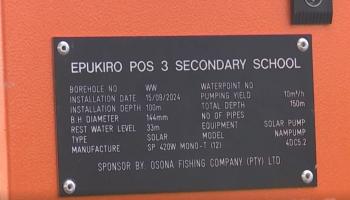 EPUKIRO POS 3 SECONDARY SCHOOL
BOREHOLE NO WW WATERPOINT NO
INSTALLATION DATE 15/09/2024 PUMPING YIELD 10m³/h
INSTALLATION DEPTH 100m TOTAL DEPTH 150m
B.H DIAMETER 144mm NO OF PIPES
REST WATER LEVEL 33m EQUIPMENT SOLAR PUMP
TYPE SOLAR NAMPUMP
MANUFACTURE SP 420W MONO-T (12) 4DC5.2
SPONSOR BY: OSONA FISHING COMPANY (PTY) LTD